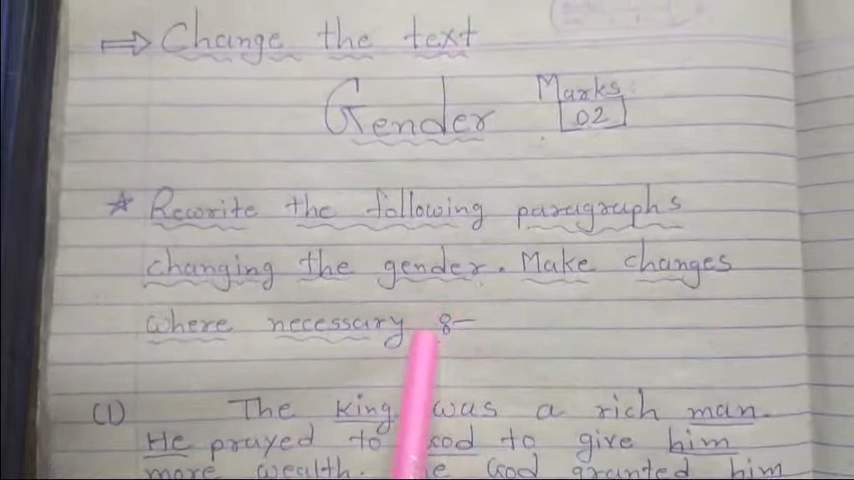 ⇒ Change the text
Gender
Marks:
02
* Rewrite the following paragraphs
changing the gender. Make changes
where necessary :-
(1) The king was a rich man.
He prayed to God to give him
more wealth. God granted him